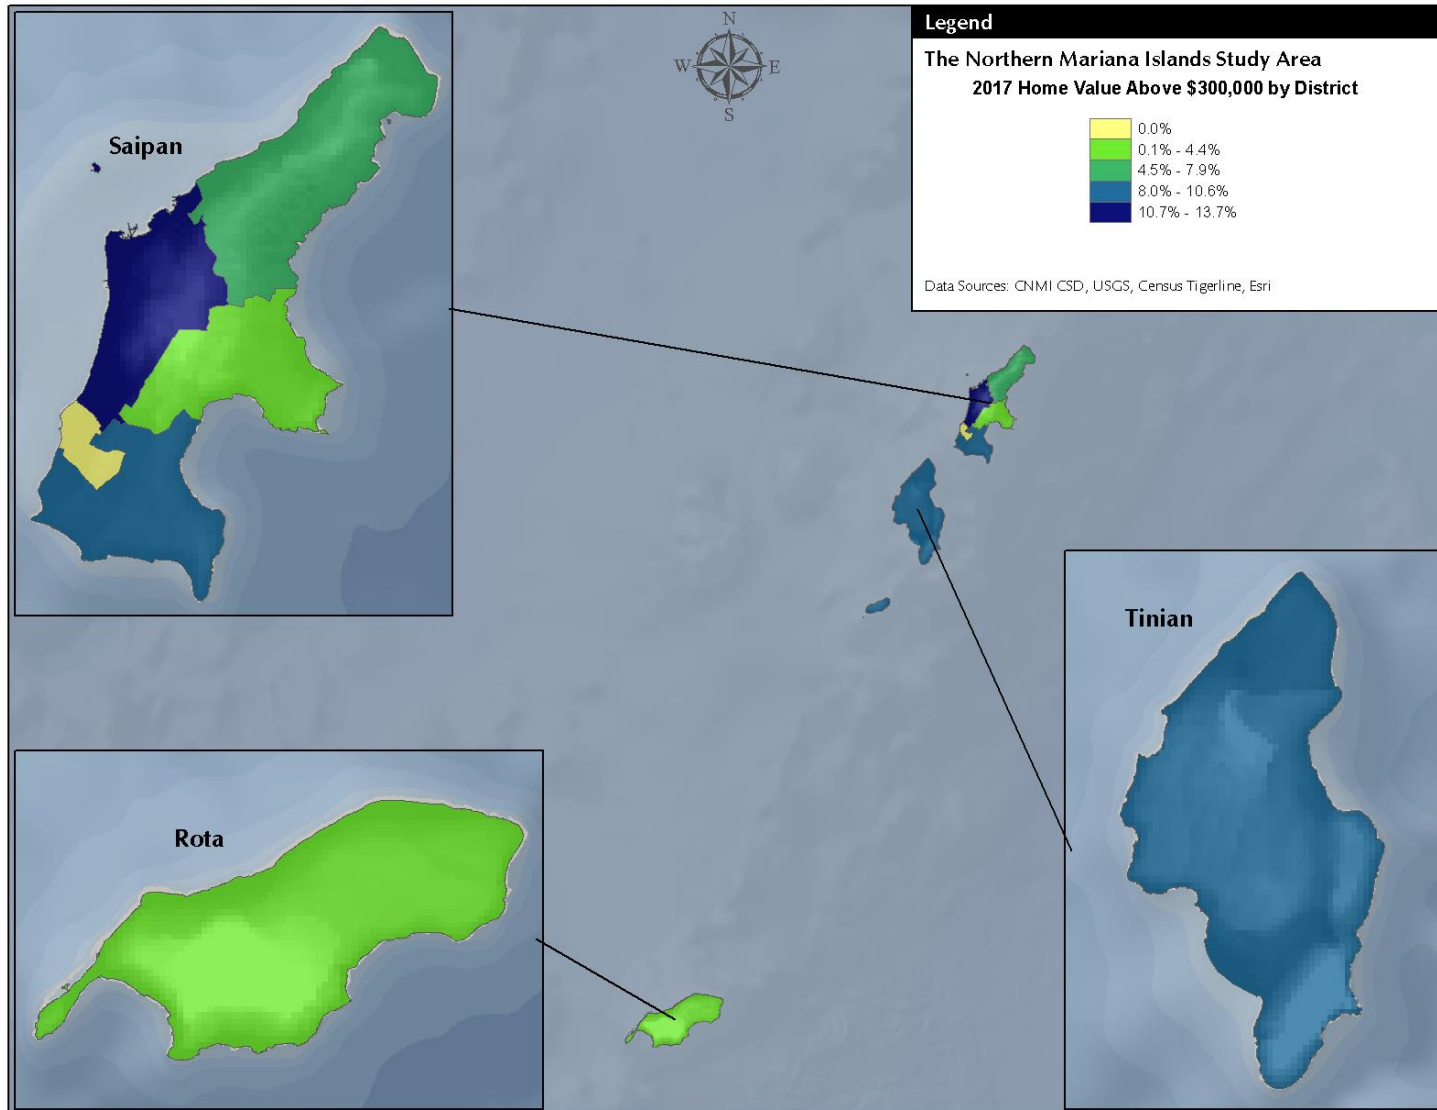 N
W E
S
Legend
The Northern Mariana Islands Study Area
2017 Home Value Above $300,000 by District
0.0%
0.1% - 4.4%
4.5% - 7.9%
8.0% - 10.6%
10.7% - 13.7%
Data Sources: CNMI CSD, USGS, Census Tigerline, Esri
Saipan
Tinian
Rota